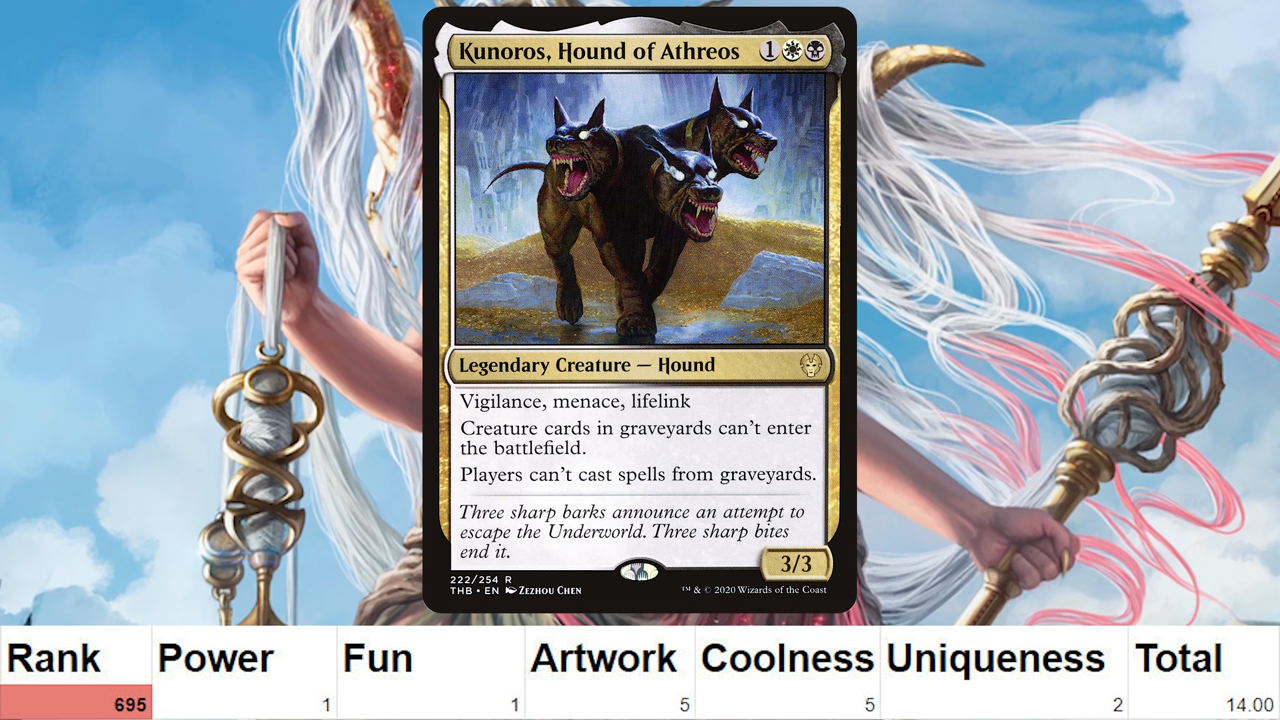 Kunoros, Hound of Athreos 1
Legendary Creature — Hound
Vigilance, menace, lifelink
Creature cards in graveyards can't enter
the battlefield.
Players can't cast spells from graveyards.
Three sharp barks announce an attempt to
escape the Underworld. Three sharp bites
end it.
3/3
222/254 R
THB • EN Zezhou Chen
™ & © 2020 Wizards of the Coast
Rank Power Fun Artwork Coolness Uniqueness Total
695 1 1 5 5 2 14.00